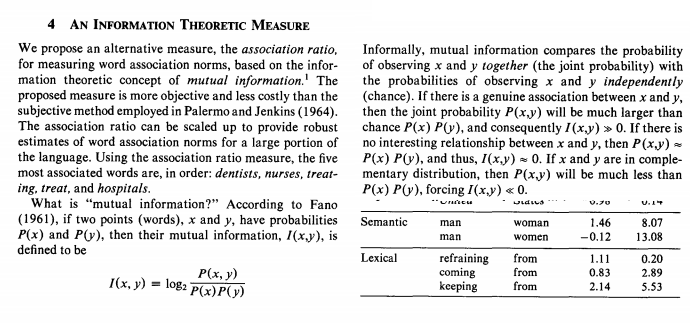 4 AN INFORMATION THEORETIC MEASURE
We propose an alternative measure, the association ratio,
for measuring word association norms, based on the infor-
mation theoretic concept of mutual information.¹ The
proposed measure is more objective and less costly than the
subjective method employed in Palermo and Jenkins (1964).
The association ratio can be scaled up to provide robust
estimates of word association norms for a large portion of
the language. Using the association ratio measure, the five
most associated words are, in order: dentists, nurses, treat-
ing, treat, and hospitals.
What is “mutual information?” According to Fano
(1961), if two points (words), x and y, have probabilities
P(x) and P(y), then their mutual information, I(x,y), is
defined to be
I(x, y) = log₂ P(x, y) / P(x)P(y)
Informally, mutual information compares the probability
of observing x and y together (the joint probability) with
the probabilities of observing x and y independently
(chance). If there is a genuine association between x and y,
then the joint probability P(x,y) will be much larger than
chance P(x) P(y), and consequently I(x,y) ≫ 0. If there is
no interesting relationship between x and y, then P(x,y) ≈
P(x) P(y), and thus, I(x,y) ≈ 0. If x and y are in comple-
mentary distribution, then P(x,y) will be much less than
P(x) P(y), forcing I(x,y) ≪ 0.
Semantic man woman 1.46 8.07
man women −0.12 13.08
Lexical refraining from 1.11 0.20
coming from 0.83 2.89
keeping from 2.14 5.53